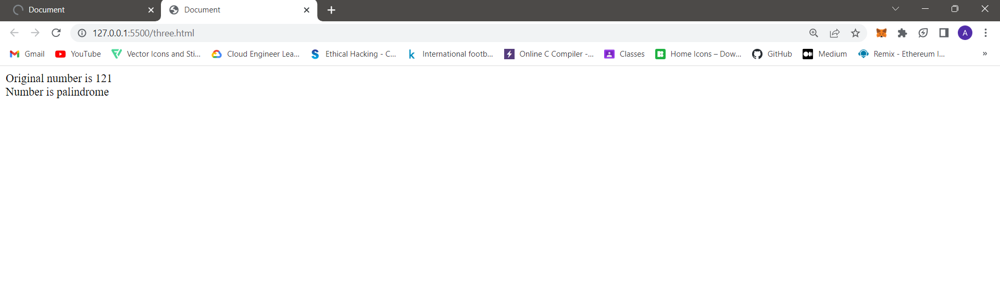 Document
Document
127.0.0.1:5500/three.html
A
Gmail YouTube Vector Icons and Sti... Cloud Engineer Lea... Ethical Hacking - C... International footb... Online C Compiler -... Classes Home Icons – Dow... GitHub Medium Remix - Ethereum I... »
Original number is 121
Number is palindrome